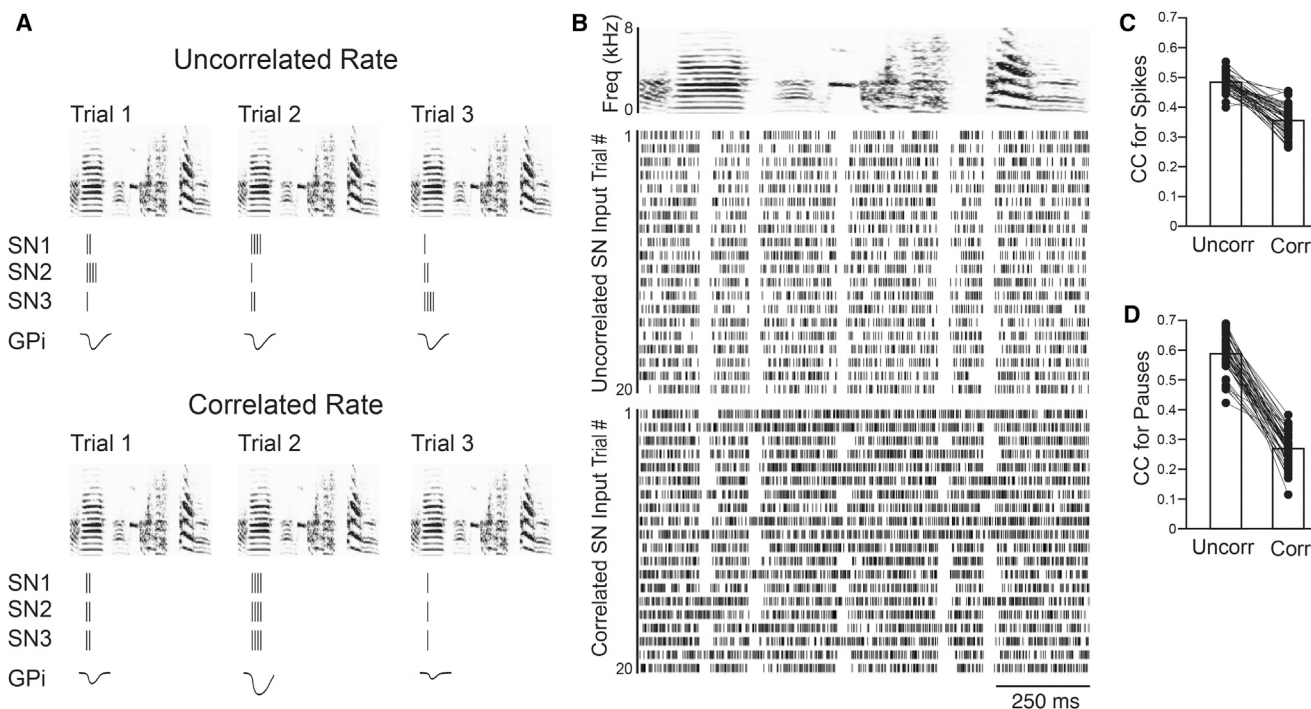 A
Uncorrelated Rate
Trial 1
Trial 2
Trial 3
SN1
SN2
SN3
GPi
Correlated Rate
Trial 1
Trial 2
Trial 3
SN1
SN2
SN3
GPi
B
Freq (kHz)
8
0
Uncorrelated SN Input Trial #
1
20
Correlated SN Input Trial #
1
20
250 ms
C
CC for Spikes
0.7
0.6
0.5
0.4
0.3
0.2
0.1
0
Uncorr
Corr
D
CC for Pauses
0.7
0.6
0.5
0.4
0.3
0.2
0.1
0
Uncorr
Corr